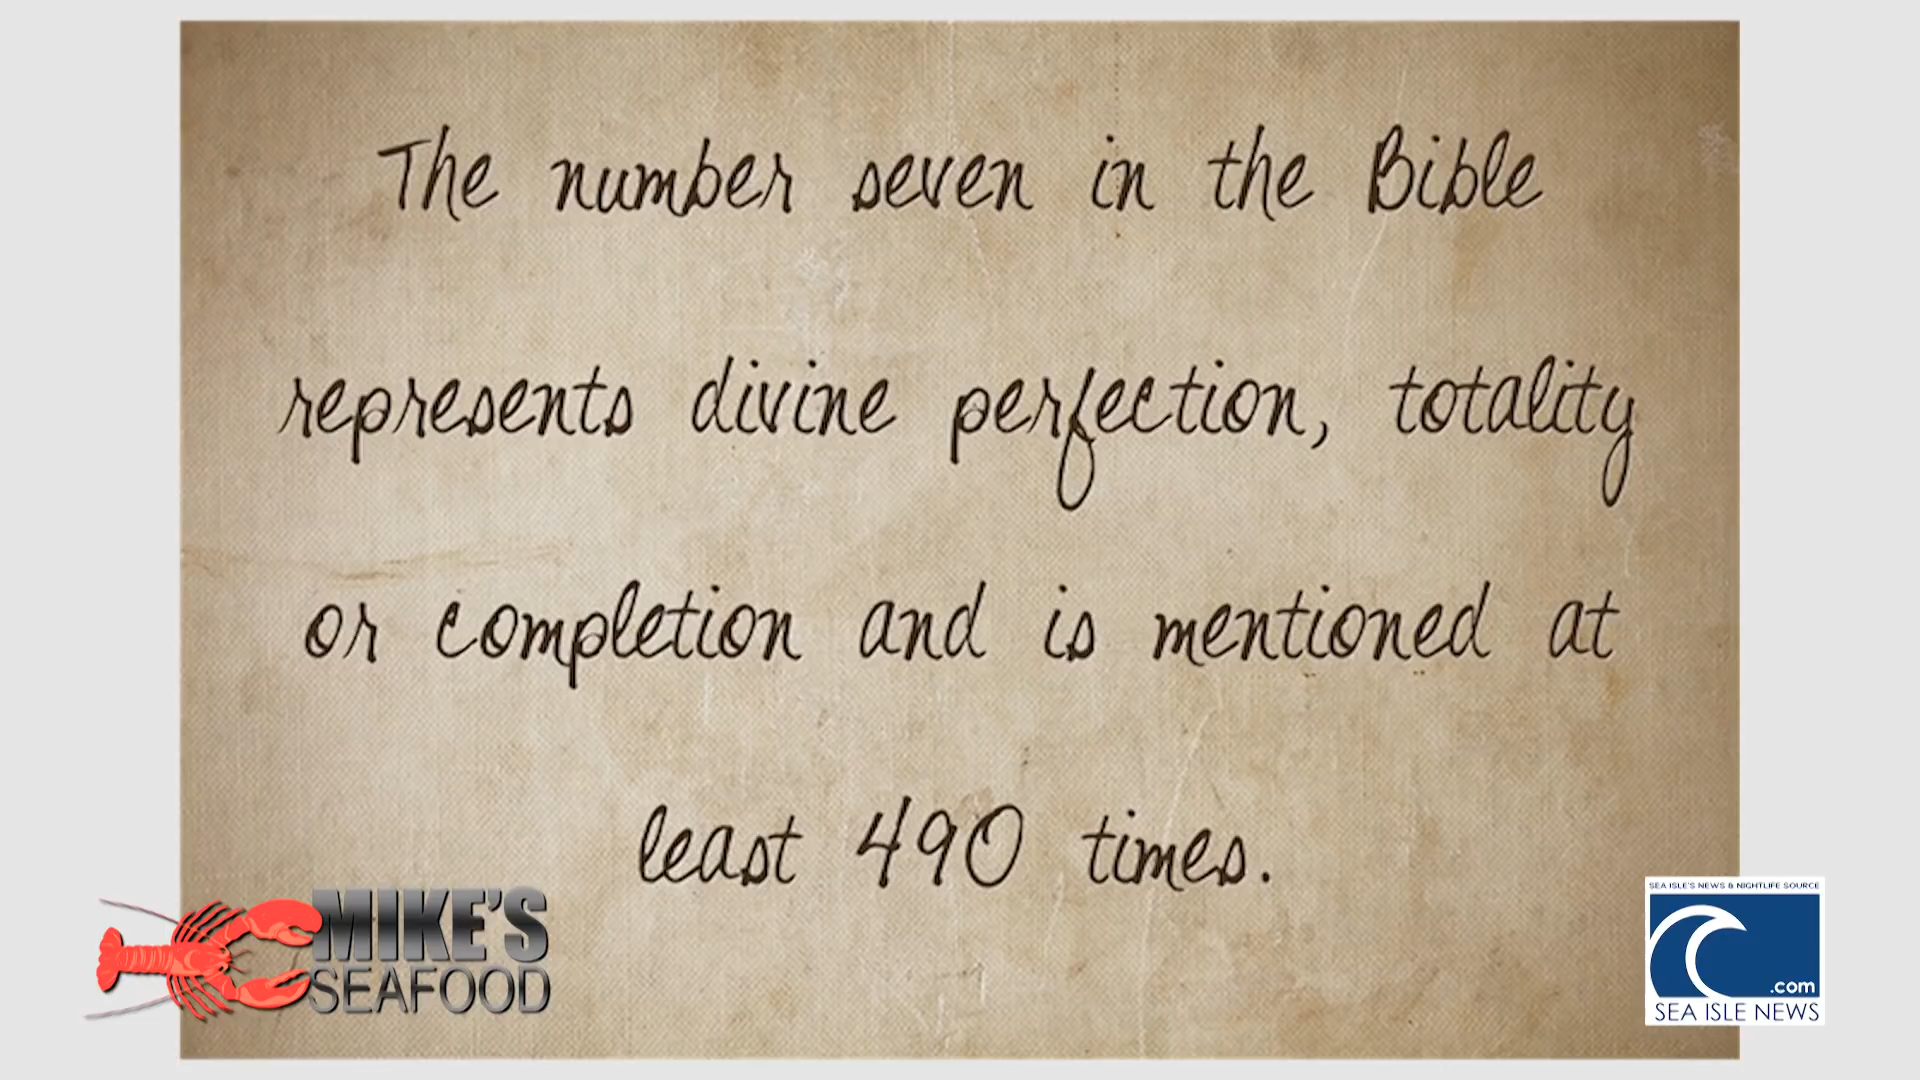 The number seven in the Bible
represents divine perfection, totality
or completion and is mentioned at
least 490 times.
MIKE'S
SEAFOOD
SEA ISLE'S NEWS & NIGHTLIFE SOURCE
.com
SEA ISLE NEWS